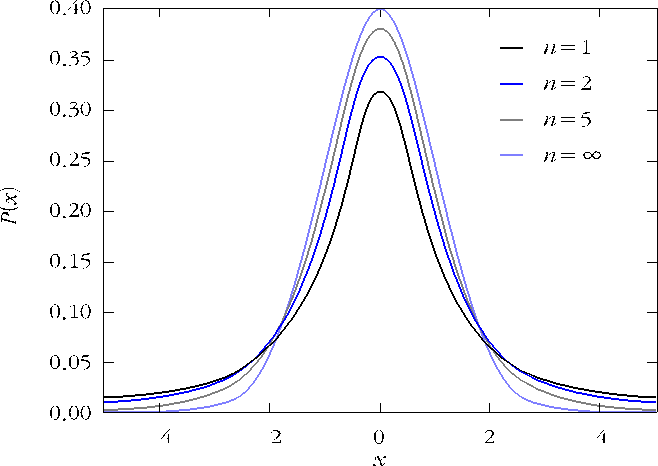 0.40
0.35
0.30
0.25
0.20
0.15
0.10
0.05
0.00
P(x)
n = 1
n = 2
n = 5
n = ∞
4 2 0 2 4
x